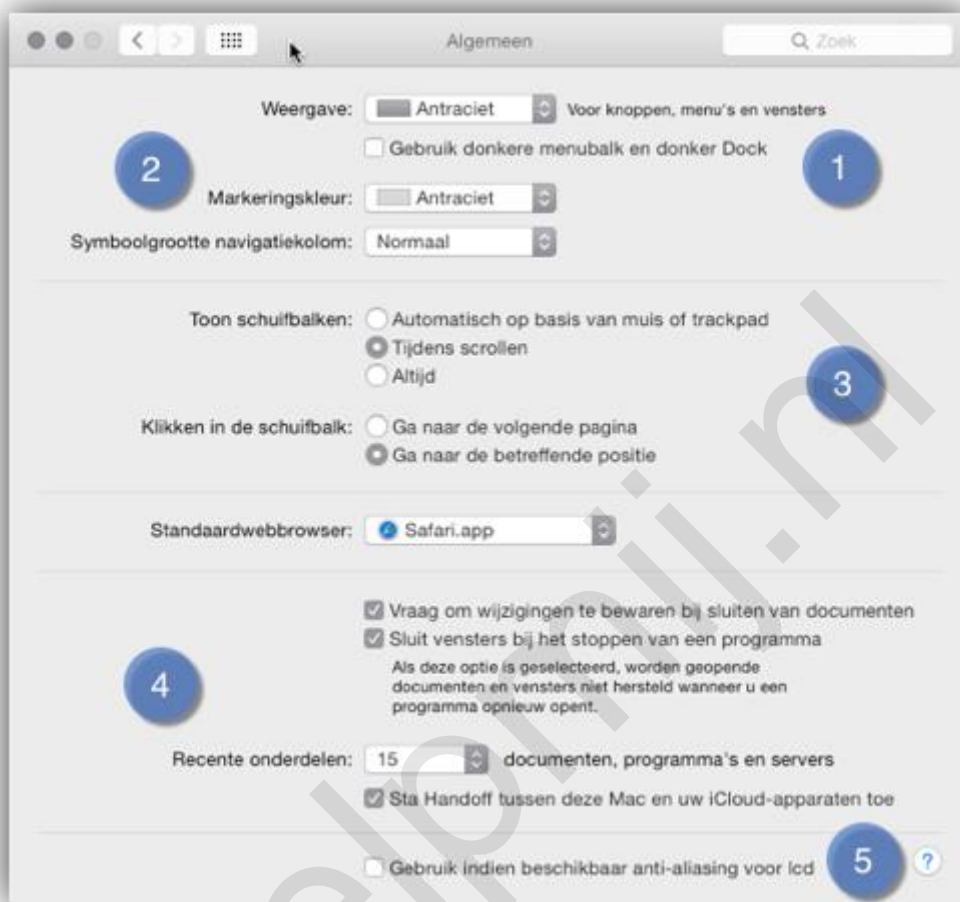 Algemeen
Zoek
Weergave: Antraciet Voor knoppen, menu's en vensters
Gebruik donkere menubalk en donker Dock
2
1
Markeringskleur: Antraciet
Symboolgrootte navigatiekolom: Normaal
Toon schuifbalken: Automatisch op basis van muis of trackpad
Tijdens scrollen
Altijd
3
Klikken in de schuifbalk: Ga naar de volgende pagina
Ga naar de betreffende positie
Standaardwebbrowser: Safari.app
Vraag om wijzigingen te bewaren bij sluiten van documenten
Sluit vensters bij het stoppen van een programma
Als deze optie is geselecteerd, worden geopende
documenten en vensters niet hersteld wanneer u een
programma opnieuw opent.
4
Recente onderdelen: 15 documenten, programma's en servers
Sta Handoff tussen deze Mac en uw iCloud-apparaten toe
Gebruik indien beschikbaar anti-aliasing voor lcd
5
?
elpmij.nl